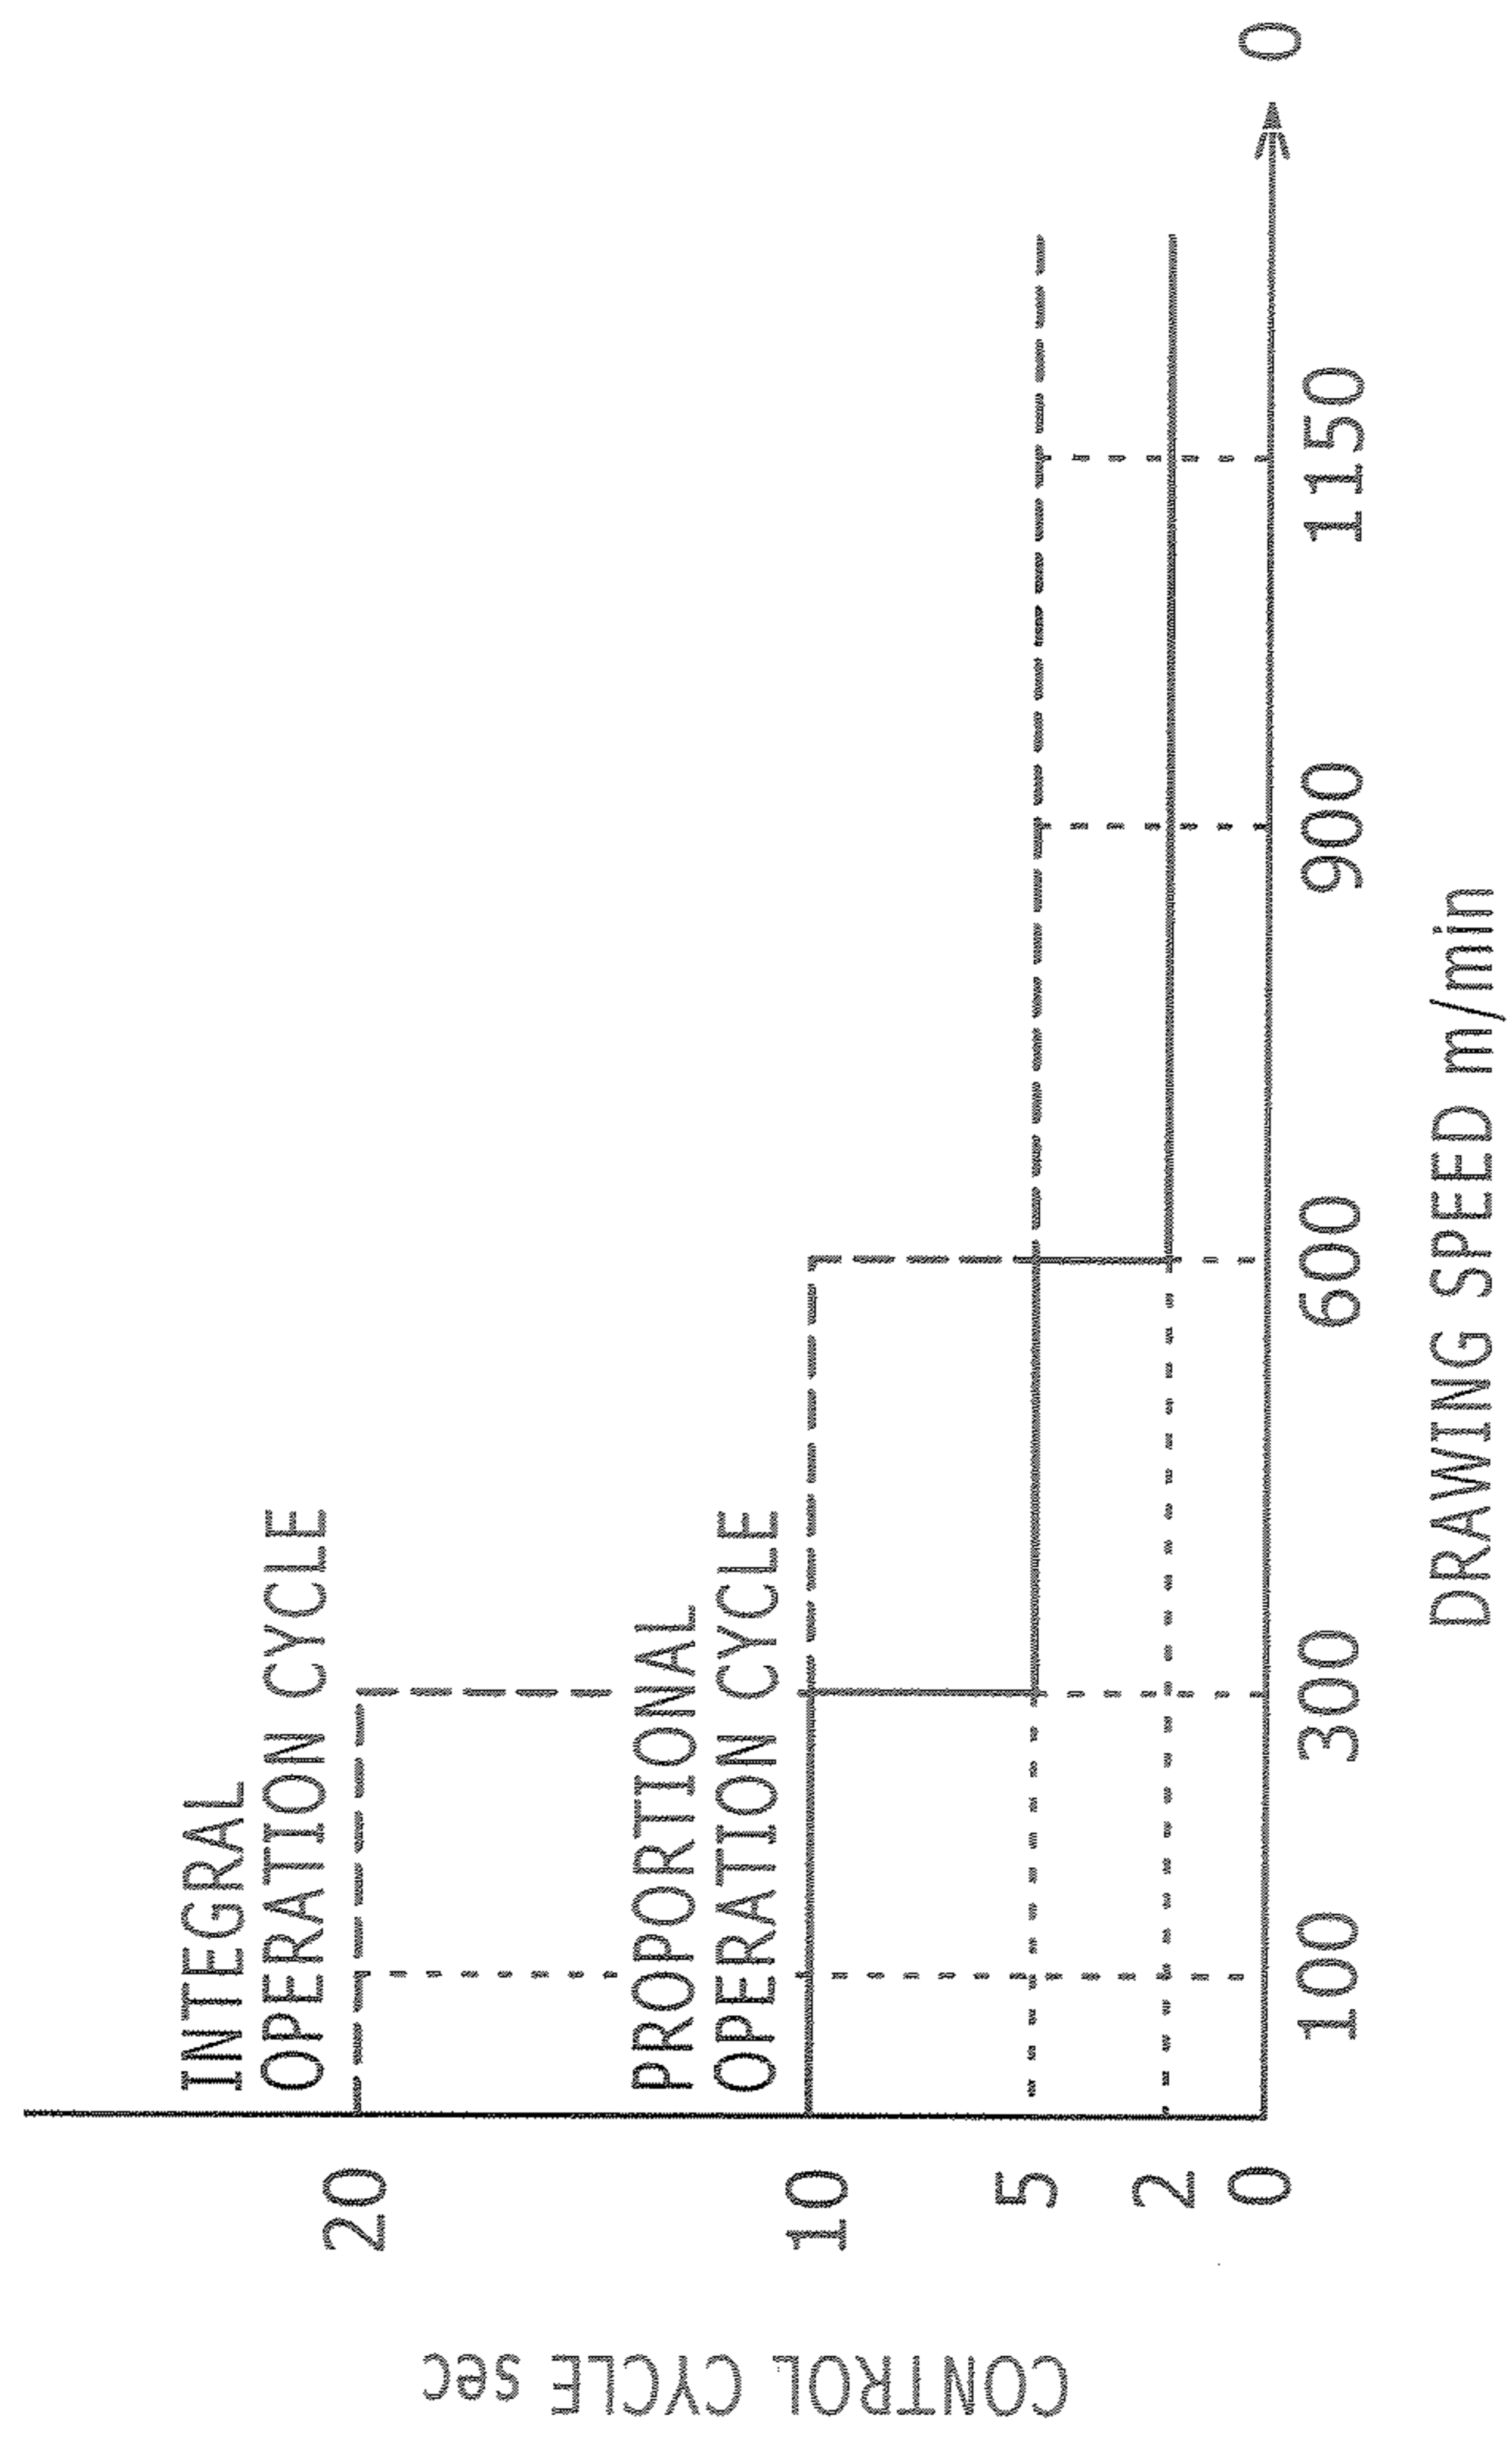 INTEGRAL
OPERATION CYCLE
PROPORTIONAL
OPERATION CYCLE
20
10
5
2
0
CONTROL CYCLE sec
100
300
600
900
1150
0
DRAWING SPEED m/min